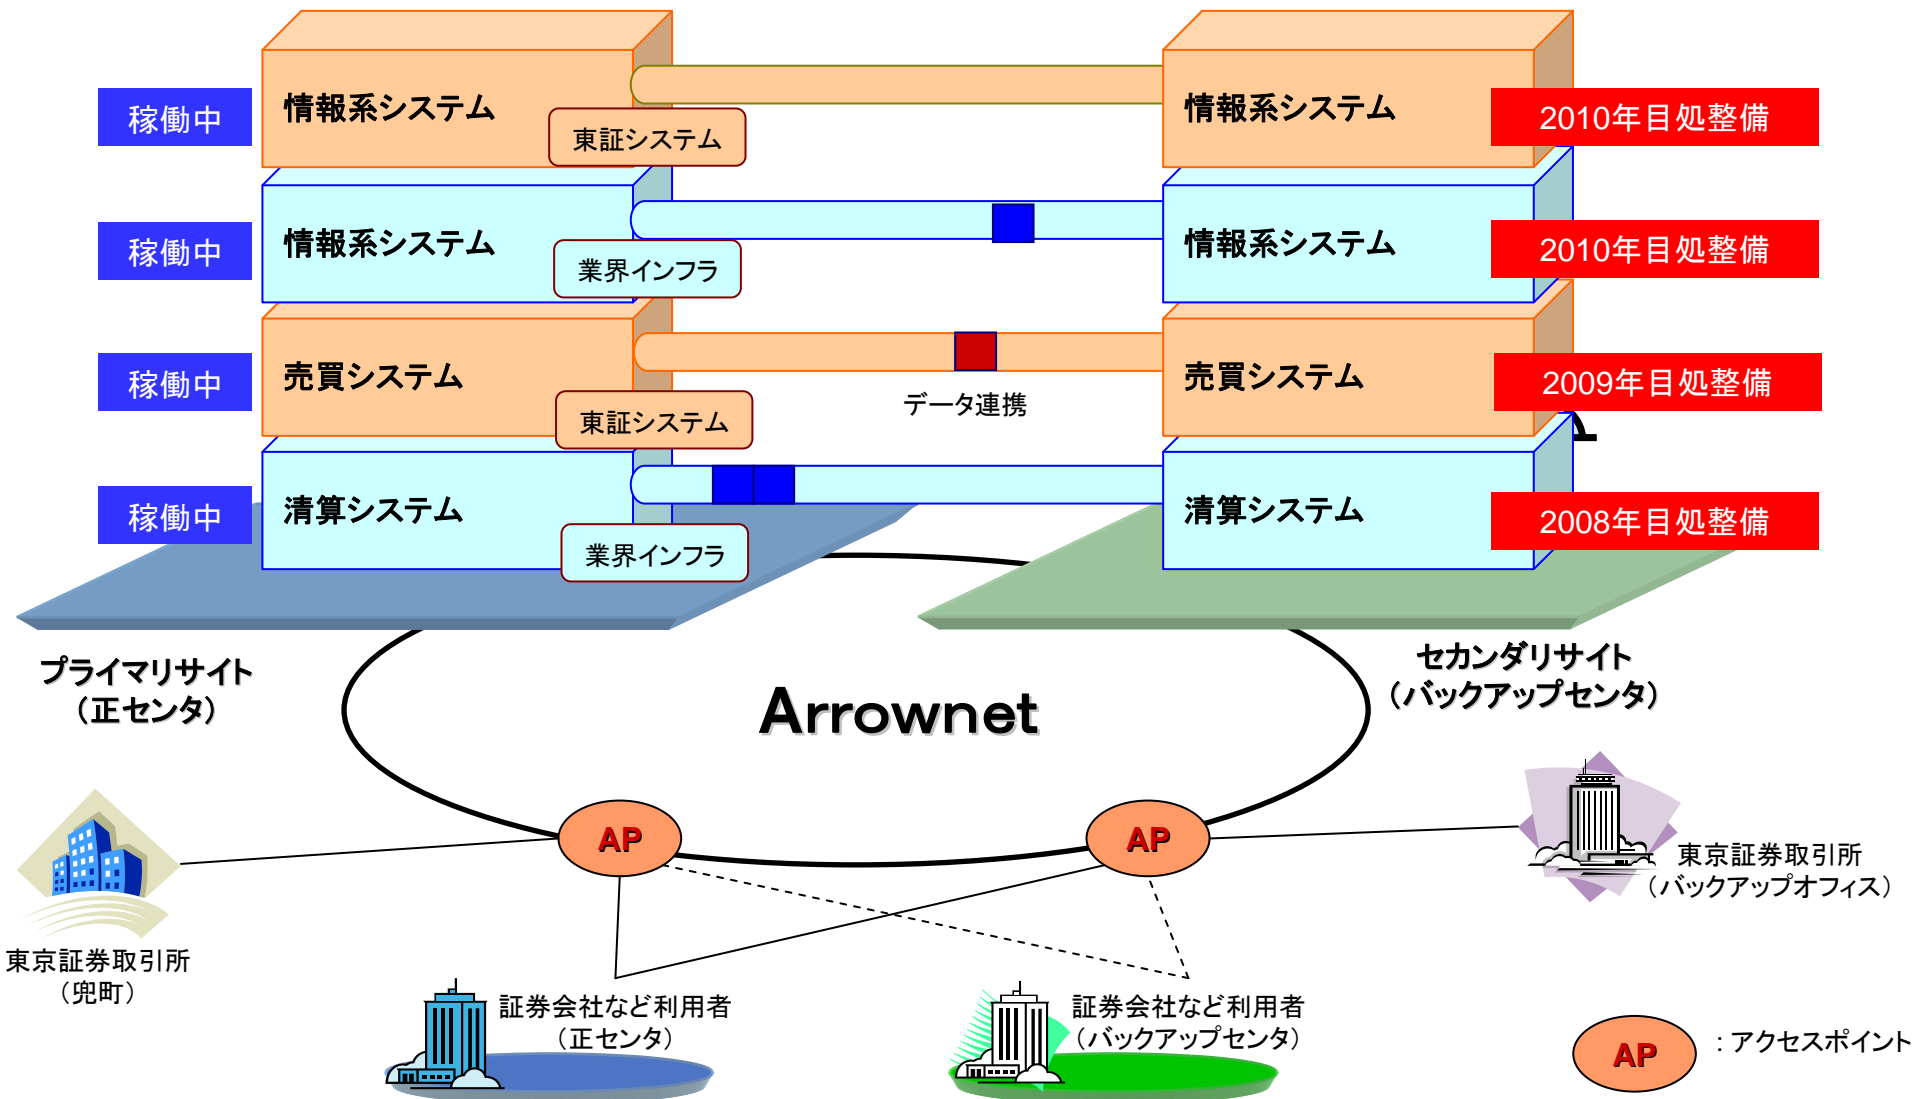 稼働中
情報系システム
東証システム
情報系システム
2010年目処整備
稼働中
情報系システム
業界インフラ
情報系システム
2010年目処整備
稼働中
売買システム
東証システム
データ連携
売買システム
2009年目処整備
稼働中
清算システム
業界インフラ
清算システム
2008年目処整備
プライマリサイト
（正センタ）
セカンダリサイト
（バックアップセンタ）
Arrownet
AP
AP
東京証券取引所
（兜町）
東京証券取引所
（バックアップオフィス）
証券会社など利用者
（正センタ）
証券会社など利用者
（バックアップセンタ）
AP
：アクセスポイント